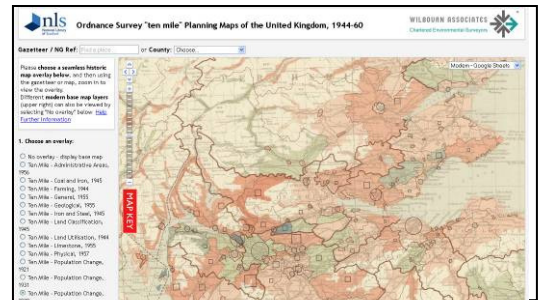 nls
National Library
of Scotland
Ordnance Survey "ten mile" Planning Maps of the United Kingdom, 1944-60
WILBOURN ASSOCIATES
Chartered Environmental Surveyors
Gazetteer / NG Ref:
or County: Choose...
Modern - Google Streets
Please choose a seamless historic
map overlay below, and then using
the gazetteer or map, zoom in to
view the overlay.
Different modern base map layers
(upper right) can also be viewed by
selecting "No overlay" below. Help
Further Information
1. Choose an overlay:
No overlay - display base map
Ten Mile - Administrative Areas,
1956
Ten Mile - Coal and Iron, 1945
Ten Mile - Farming, 1944
Ten Mile - General, 1955
Ten Mile - Geological, 1955
Ten Mile - Iron and Steel, 1945
Ten Mile - Land Classification,
1945
Ten Mile - Land Utilisation, 1944
Ten Mile - Limestone, 1955
Ten Mile - Physical, 1957
Ten Mile - Population Change,
Ten Mile - Population Change,
Ten Mile - Population Change,
MAP KEY